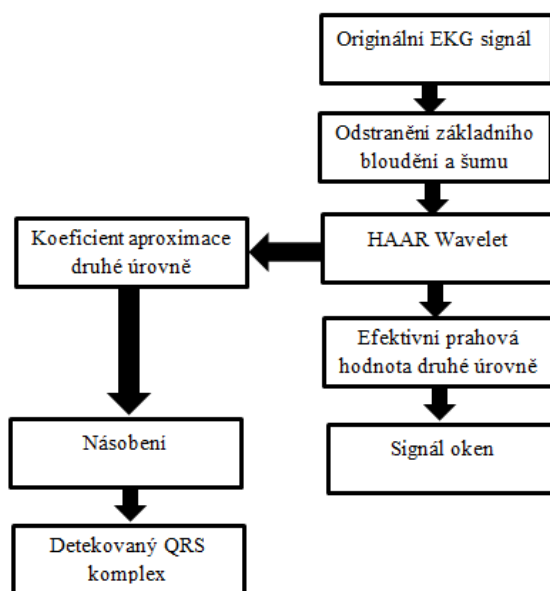 Originální EKG signál
Odstranění základního
bloudění a šumu
HAAR Wavelet
Koeficient aproximace
druhé úrovně
Efektivní prahová
hodnota druhé úrovně
Signál oken
Násobení
Detekovaný QRS
komplex